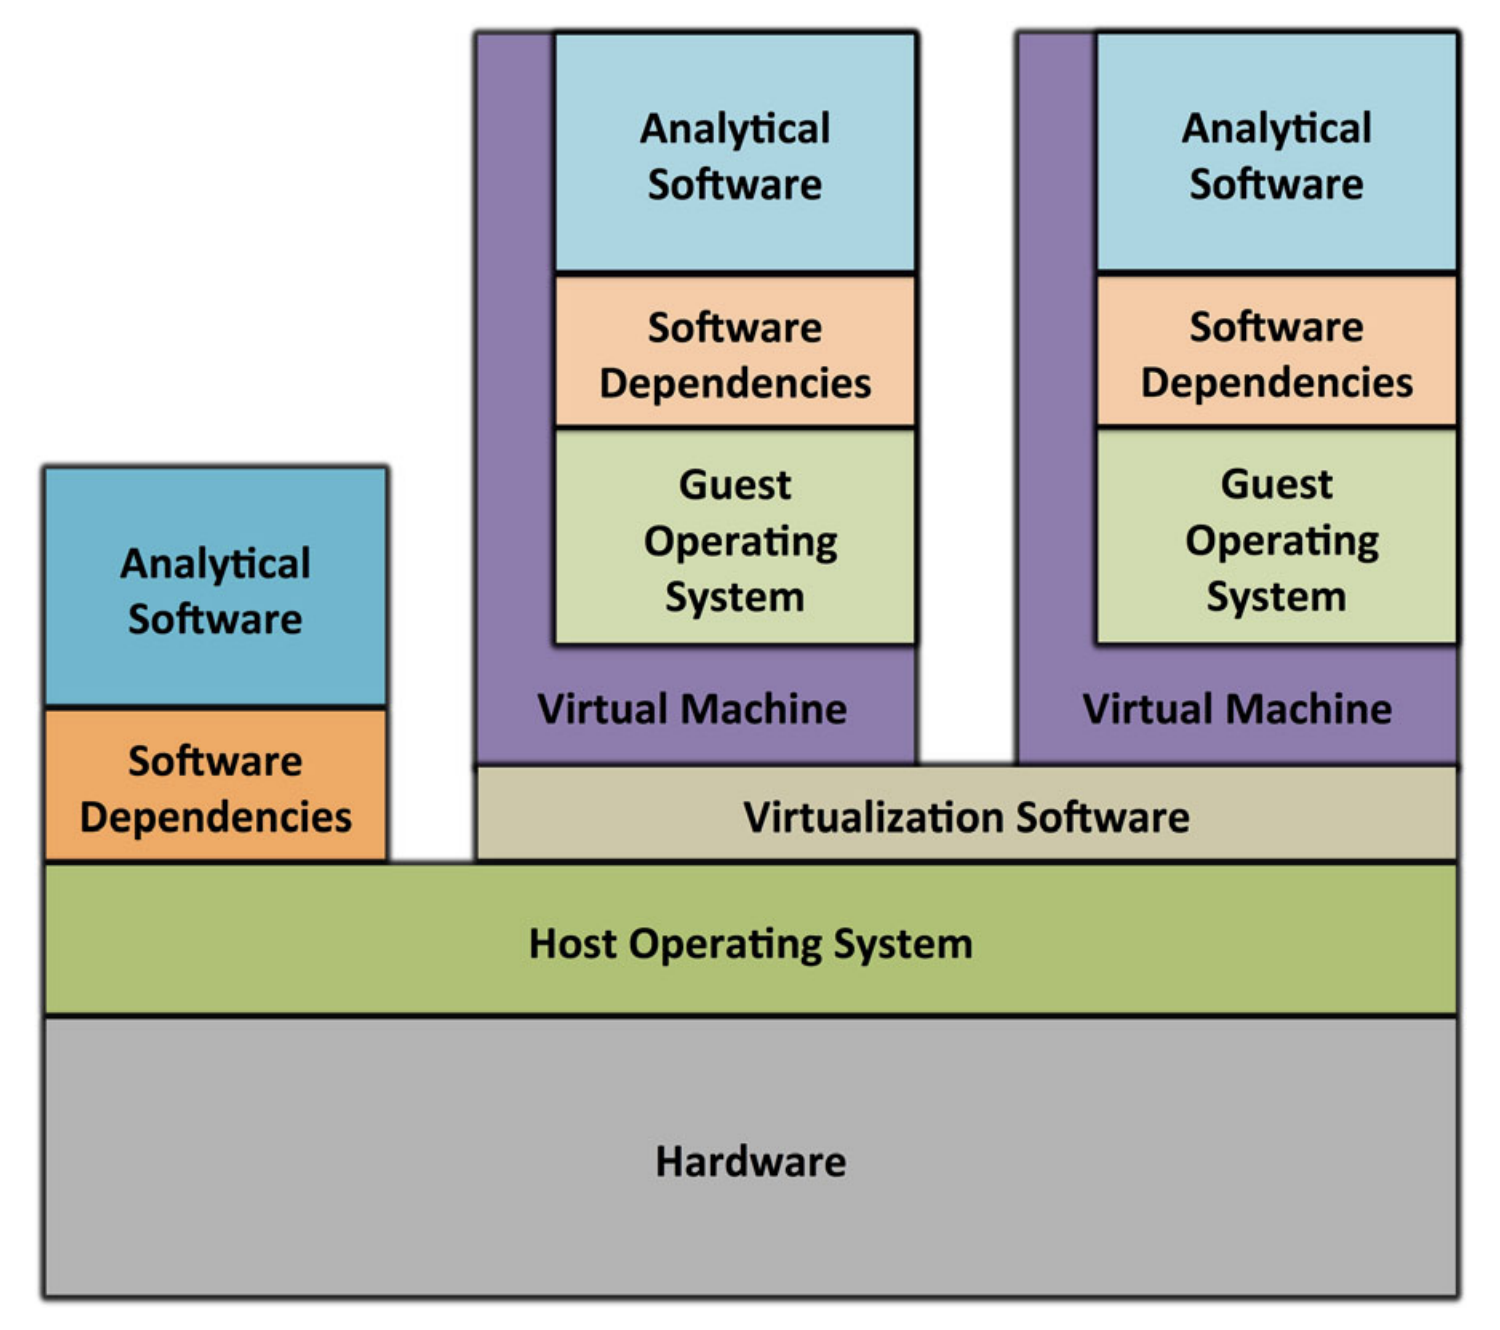 Analytical
Software
Software
Dependencies
Analytical
Software
Software
Dependencies
Guest
Operating
System
Virtual Machine
Analytical
Software
Software
Dependencies
Guest
Operating
System
Virtual Machine
Virtualization Software
Host Operating System
Hardware